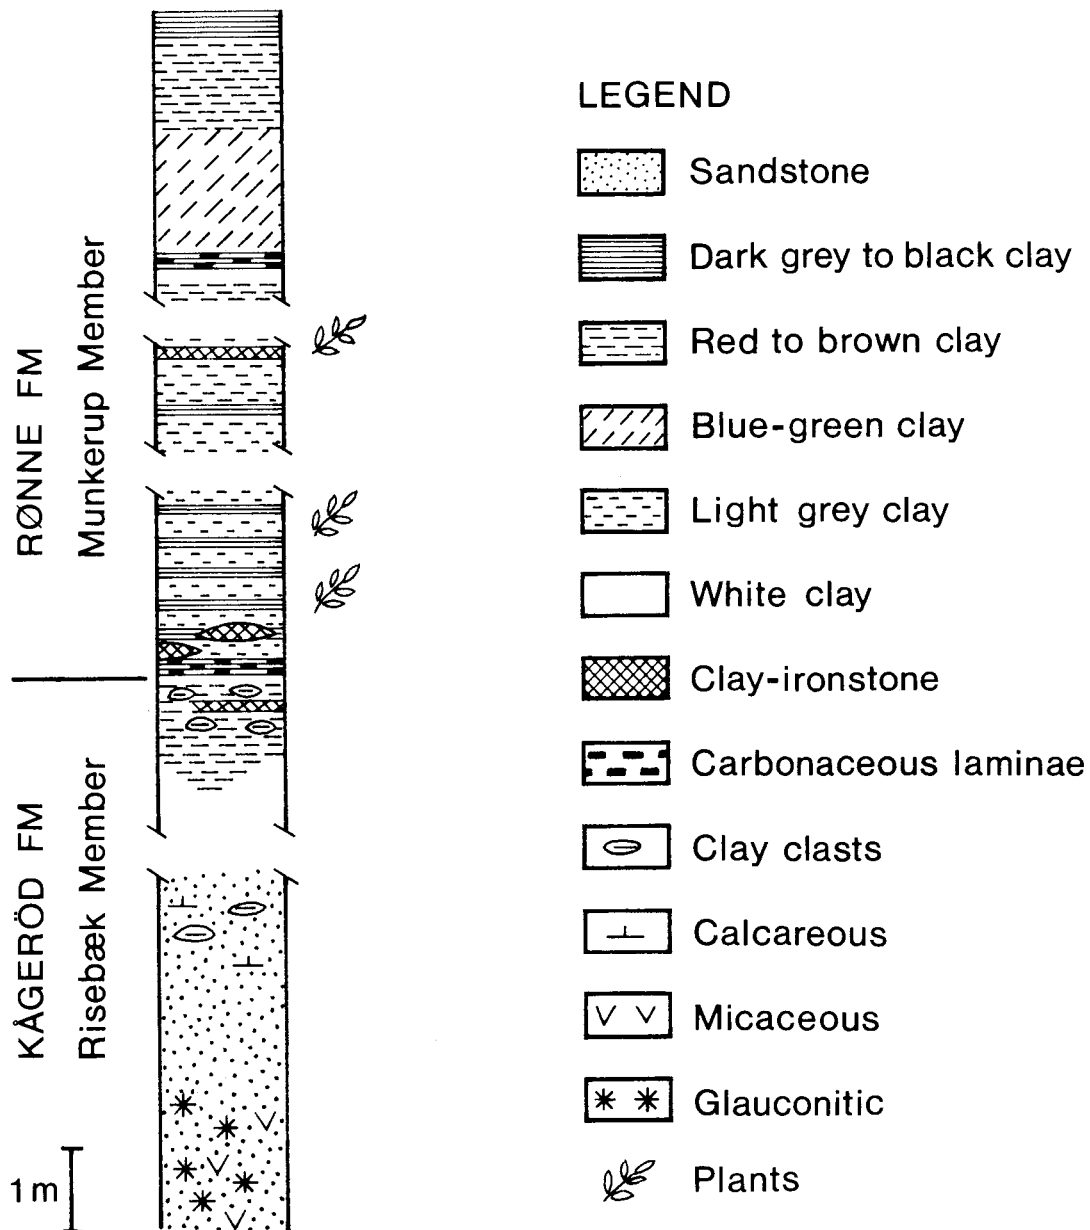 RØNNE FM
Munkerup Member
KÅGERÖD FM
Risebæk Member
1m
LEGEND
Sandstone
Dark grey to black clay
Red to brown clay
Blue-green clay
Light grey clay
White clay
Clay-ironstone
Carbonaceous laminae
Clay clasts
Calcareous
Micaceous
Glauconitic
Plants